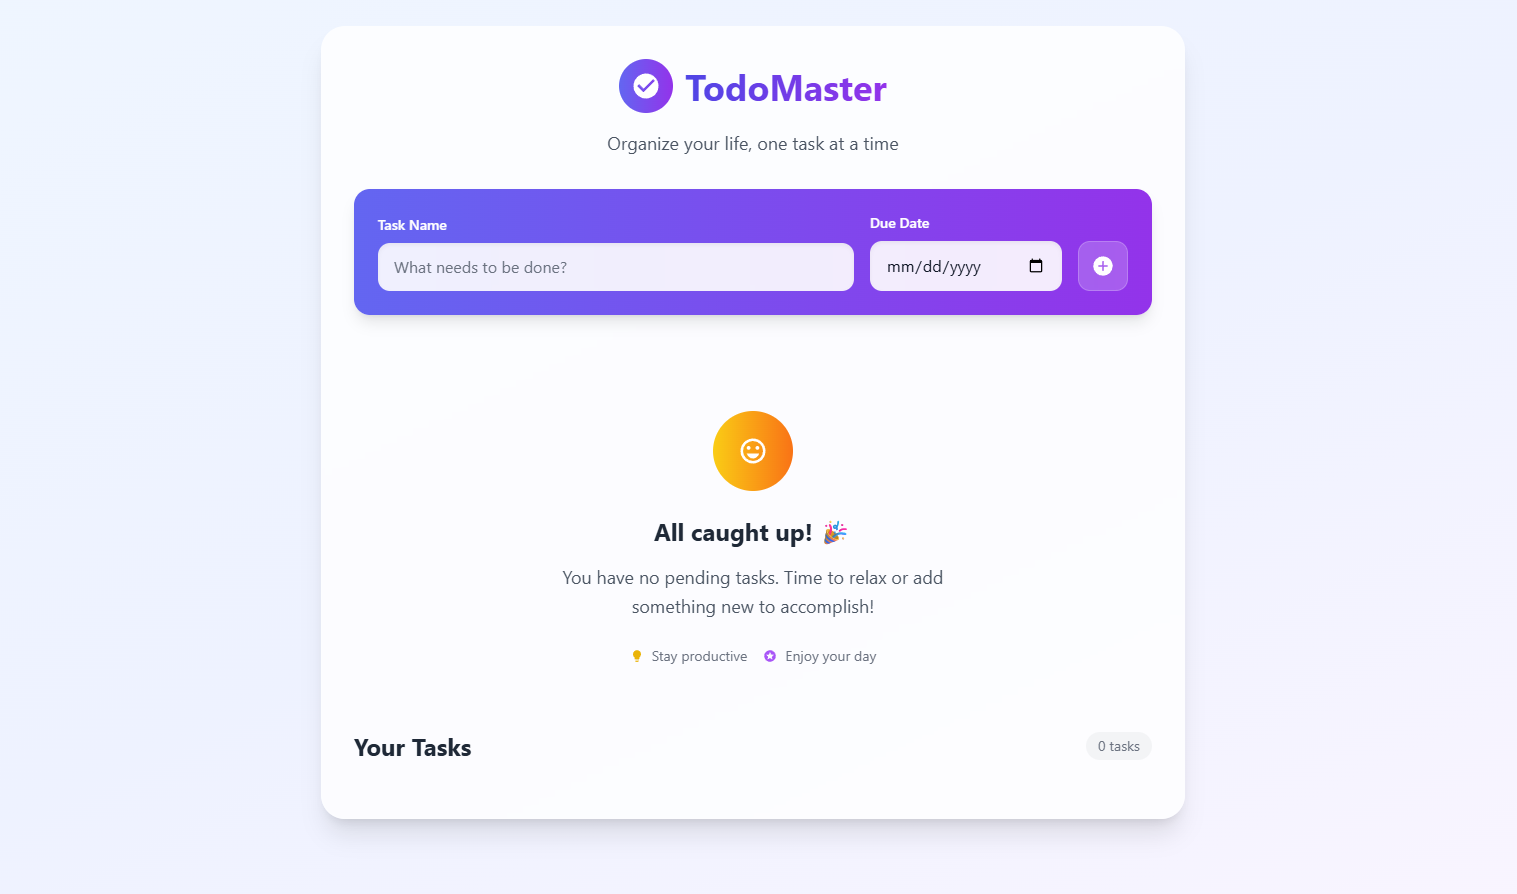 TodoMaster
Organize your life, one task at a time
Task Name
Due Date
What needs to be done?
mm/dd/yyyy
All caught up! 🎉
You have no pending tasks. Time to relax or add
something new to accomplish!
Stay productive
Enjoy your day
Your Tasks
0 tasks